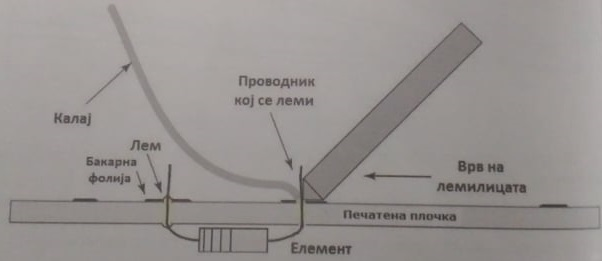 Калај
Проводник
кој се леми
Лем
Бакарна
фолија
Врв на
лемилицата
Печатена плочка
Елемент